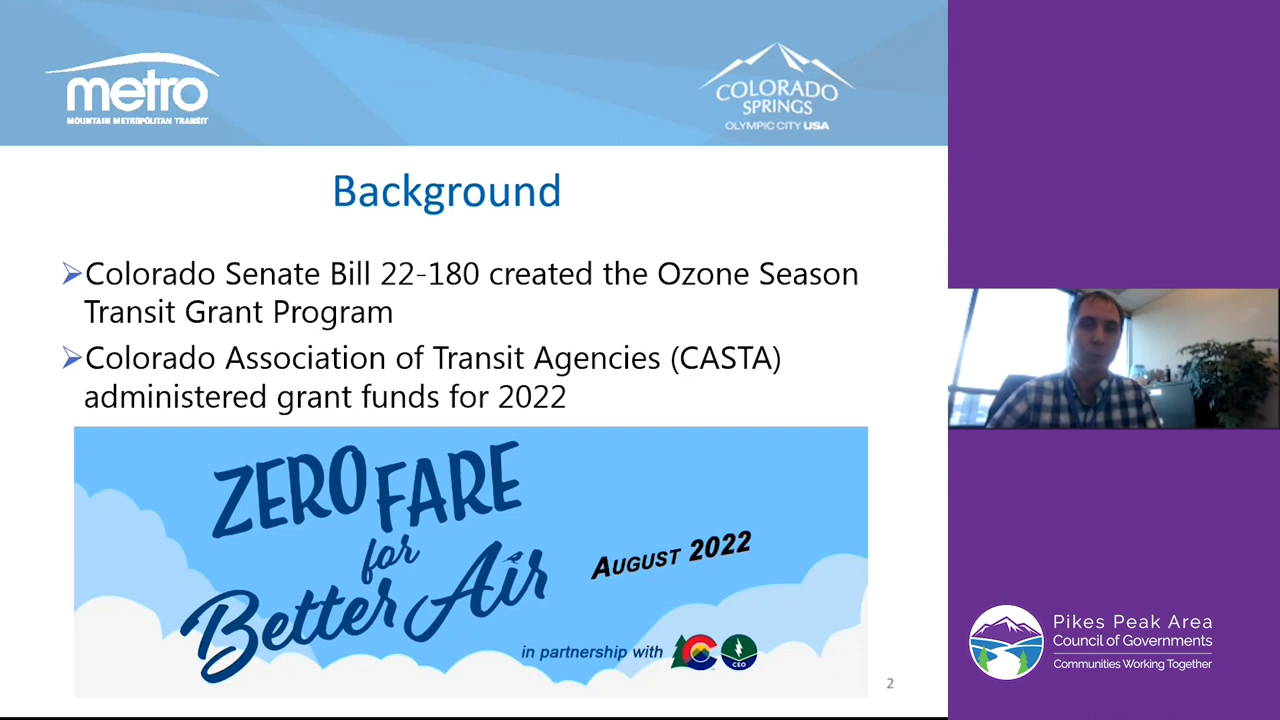 metro
MOUNTAIN METROPOLITAN TRANSIT
COLORADO
SPRINGS
OLYMPIC CITY USA
Background
Colorado Senate Bill 22-180 created the Ozone Season
Transit Grant Program
Colorado Association of Transit Agencies (CASTA)
administered grant funds for 2022
ZERO FARE
for
Better Air
AUGUST 2022
in partnership with
CEO
2
Pikes Peak Area
Council of Governments
Communities Working Together